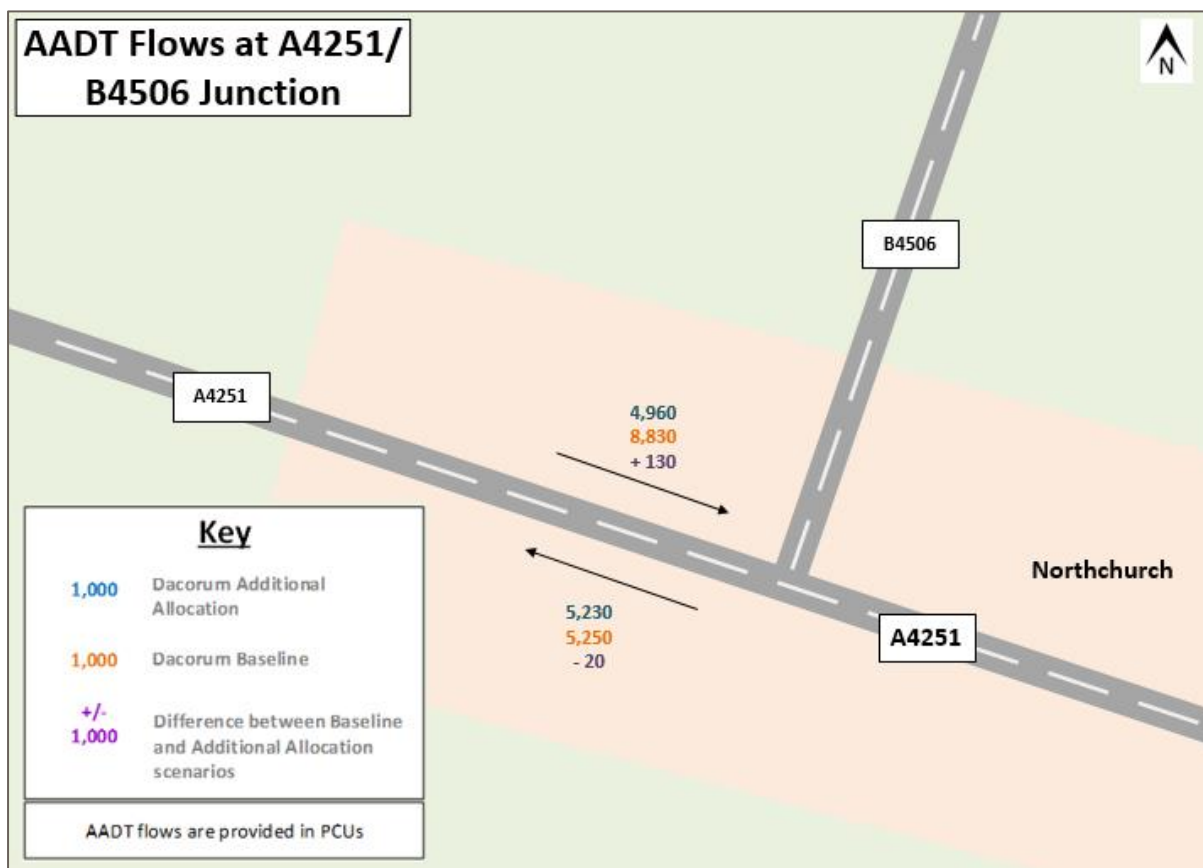 AADT Flows at A4251/
B4506 Junction
N
B4506
A4251
4,960
8,830
+ 130
Northchurch
5,230
5,250
- 20
A4251
Key
1,000 Dacorum Additional
Allocation
1,000 Dacorum Baseline
+/-
1,000 Difference between Baseline
and Additional Allocation
scenarios
AADT flows are provided in PCUs